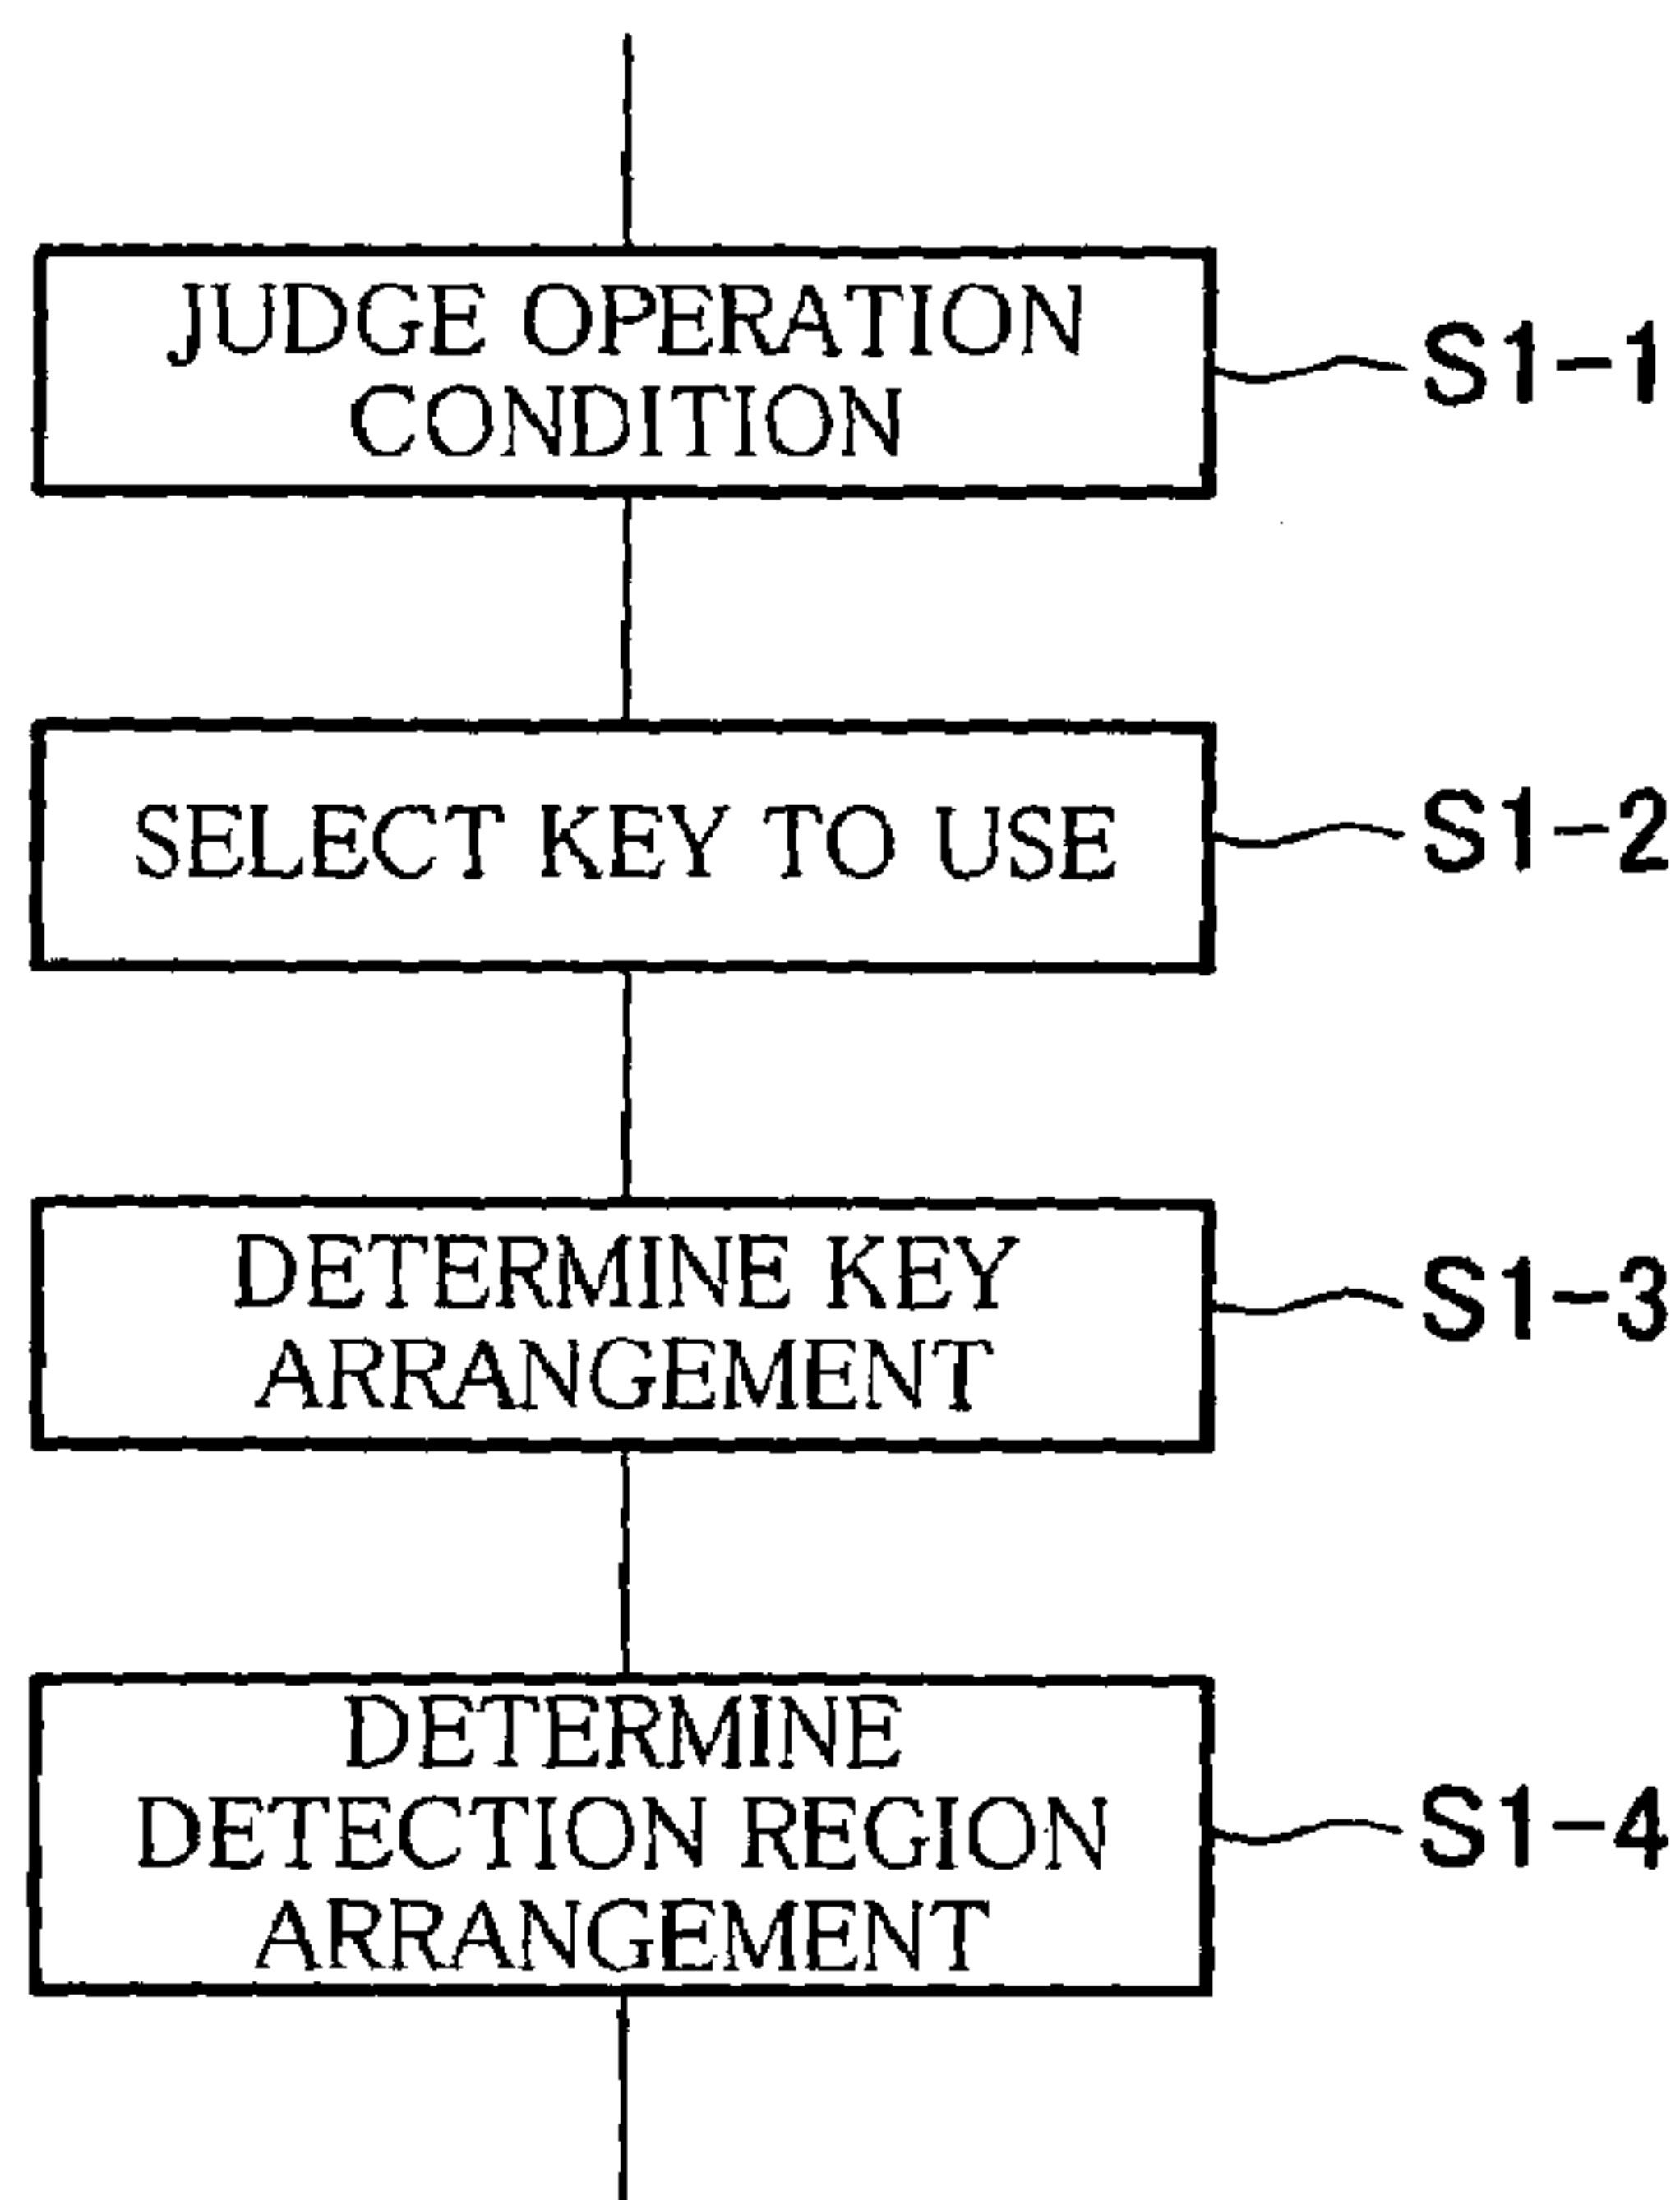 JUDGE OPERATION
CONDITION
S1-1
SELECT KEY TO USE
S1-2
DETERMINE KEY
ARRANGEMENT
S1-3
DETERMINE
DETECTION REGION
ARRANGEMENT
S1-4